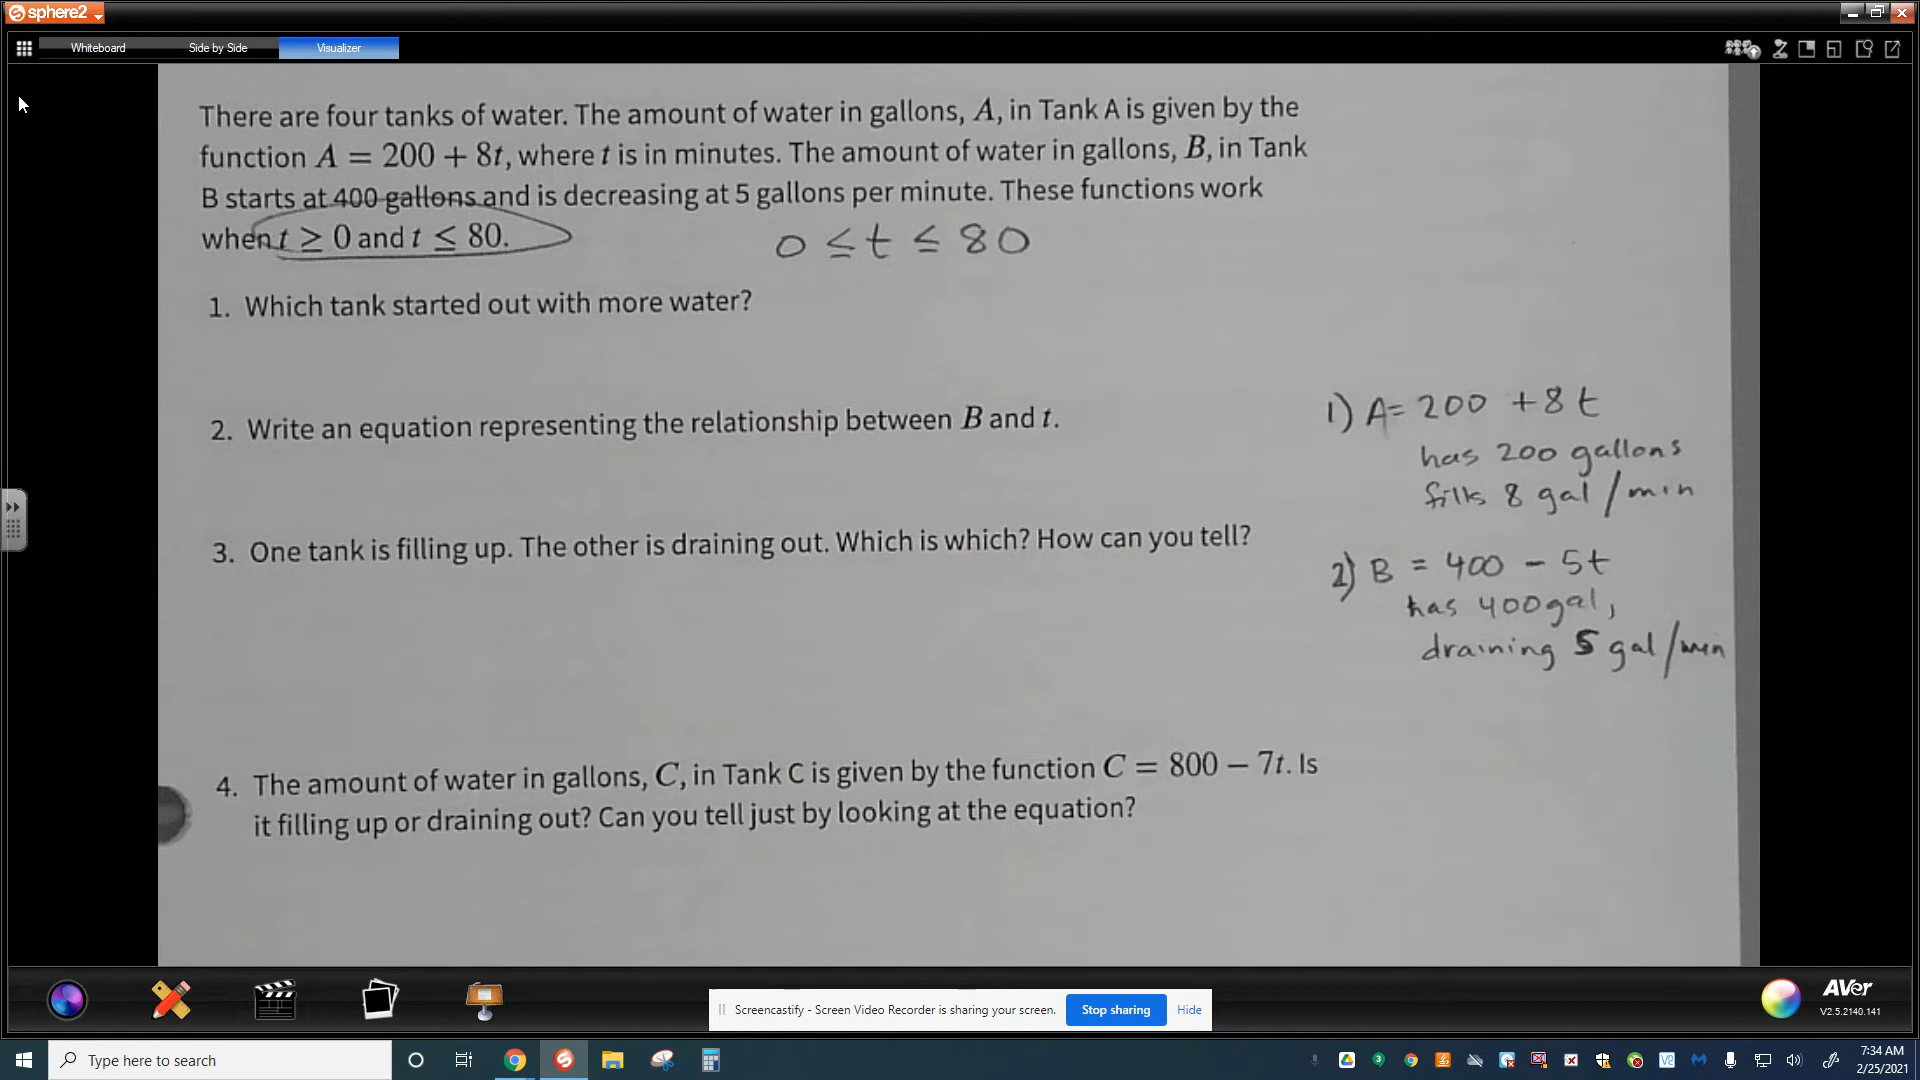 sphere2
Whiteboard Side by Side Visualizer
There are four tanks of water. The amount of water in gallons, A, in Tank A is given by the
function A = 200 + 8t, where t is in minutes. The amount of water in gallons, B, in Tank
B starts at 400 gallons and is decreasing at 5 gallons per minute. These functions work
when t ≥ 0 and t ≤ 80.
0 ≤ t ≤ 80
1. Which tank started out with more water?
2. Write an equation representing the relationship between B and t.
3. One tank is filling up. The other is draining out. Which is which? How can you tell?
1) A = 200 + 8t
has 200 gallons
fills 8 gal/min
2) B = 400 - 5t
has 400gal,
draining 5 gal/min
4. The amount of water in gallons, C, in Tank C is given by the function C = 800 − 7t. Is
it filling up or draining out? Can you tell just by looking at the equation?
Screencastify - Screen Video Recorder is sharing your screen. Stop sharing Hide
AVer
V2.5.2140.141
Type here to search
7:34 AM
2/25/2021